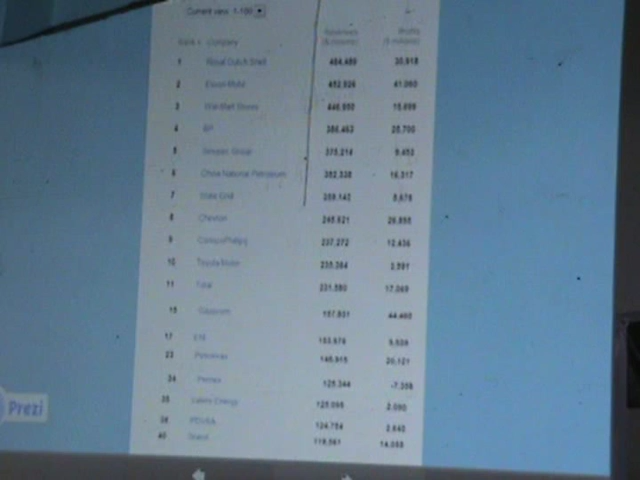 Current view: 1-100
Rank Company Revenues Profits
($ millions) ($ millions)
1 Royal Dutch Shell 484,489 30,918
2 Exxon Mobil 452,926 41,060
3 Wal-Mart Stores 446,950 15,699
4 BP 386,463 25,700
5 Sinopec Group 375,214 9,453
6 China National Petroleum 352,338 16,317
7 State Grid 259,142 5,678
8 Chevron 245,621 26,895
9 ConocoPhillips 237,272 12,436
10 Toyota Motor 235,364 3,591
11 Total 231,580 17,069
15 Gazprom 157,831 44,460
17 ENI 153,676 9,539
23 Petrobras 145,915 20,121
34 Pemex 125,344 -7,358
35 Valero Energy 125,095 2,090
36 PDVSA 124,754 2,640
40 Statoil 119,561 14,055
Prezi